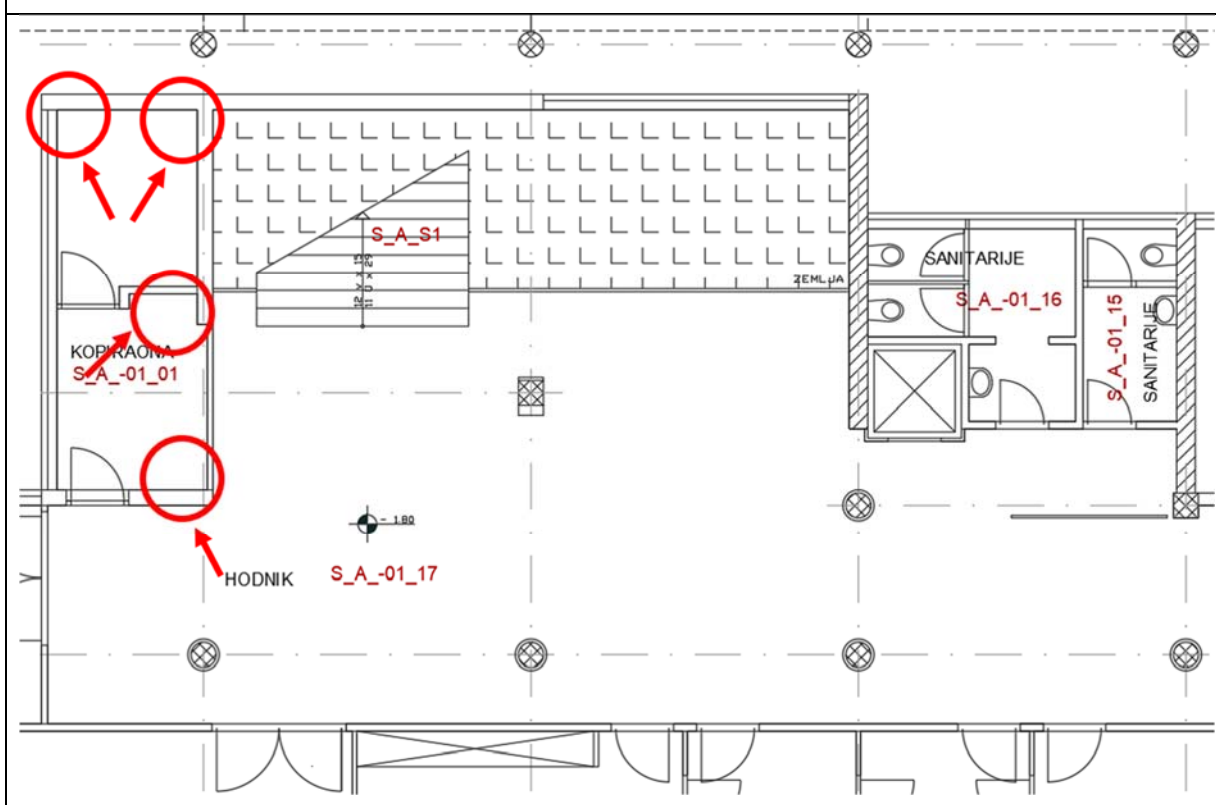 S_A_S1
12 V x 15
11 U x 29
ZEMLJA
SANITARIJE
S_A_-01_16
S_A_-01_15
SANITARIJE
KOPIRAONA
S_A_-01_01
- 1.80
HODNIK
S_A_-01_17